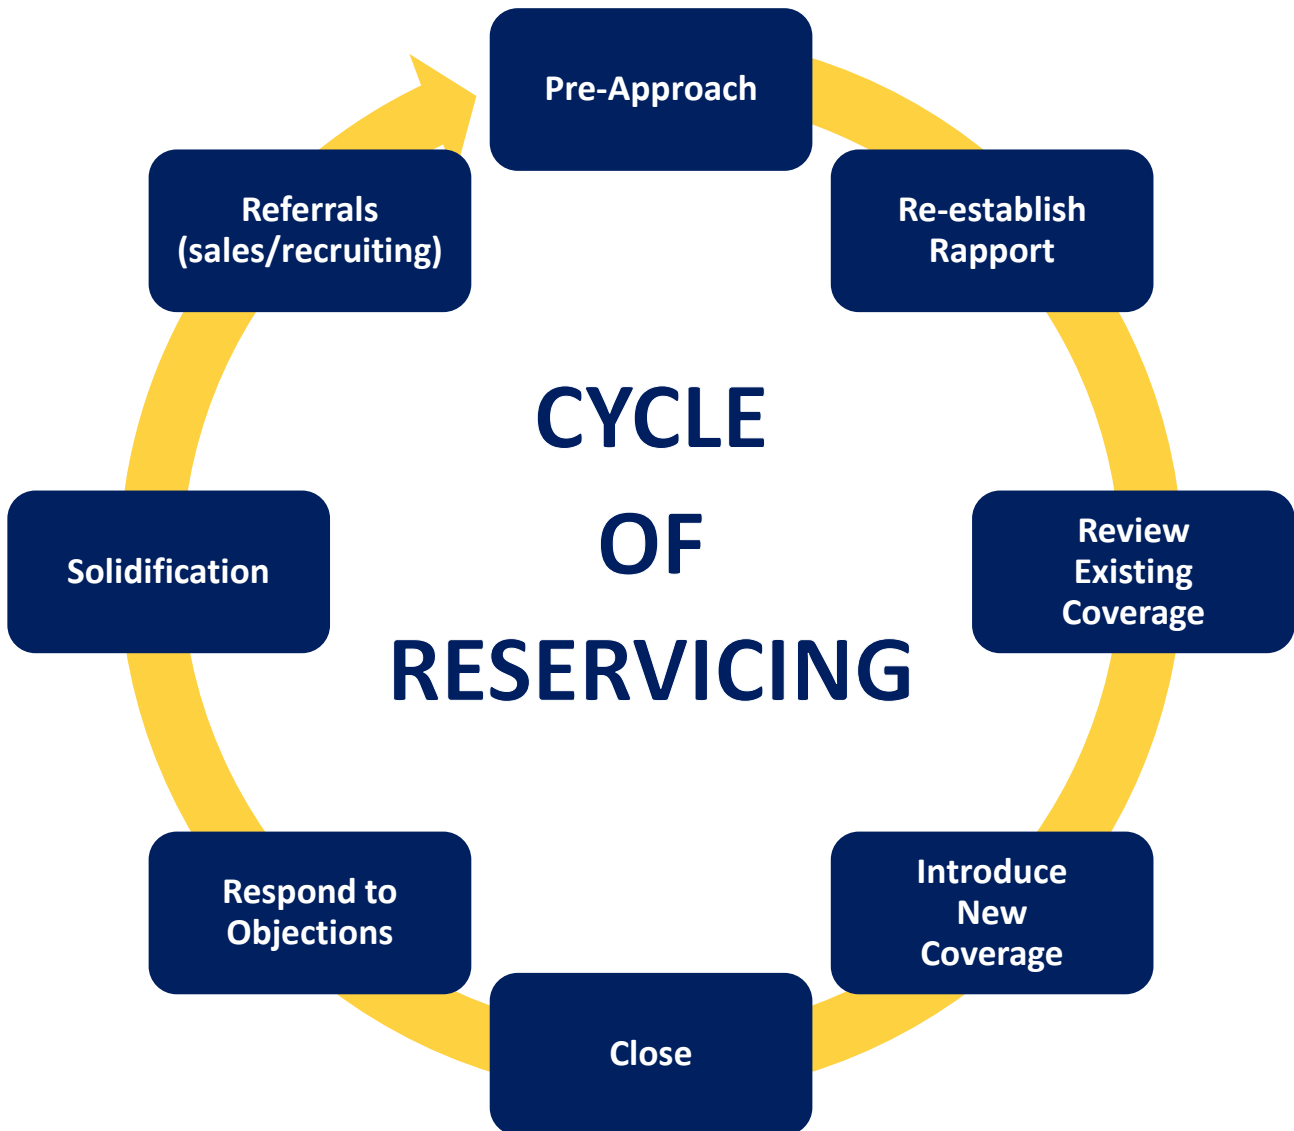 Pre-Approach
Re-establish
Rapport
Review
Existing
Coverage
Introduce
New
Coverage
Close
Respond to
Objections
Solidification
Referrals
(sales/recruiting)
CYCLE
OF
RESERVICING